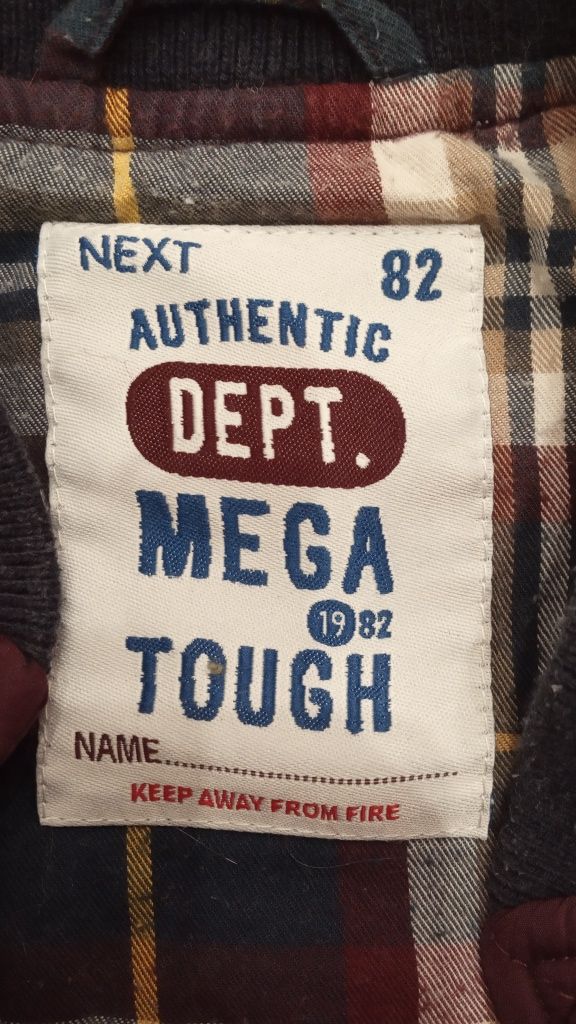 NEXT 82
AUTHENTIC
DEPT.
MEGA
1982
TOUGH
NAME................................................
KEEP AWAY FROM FIRE